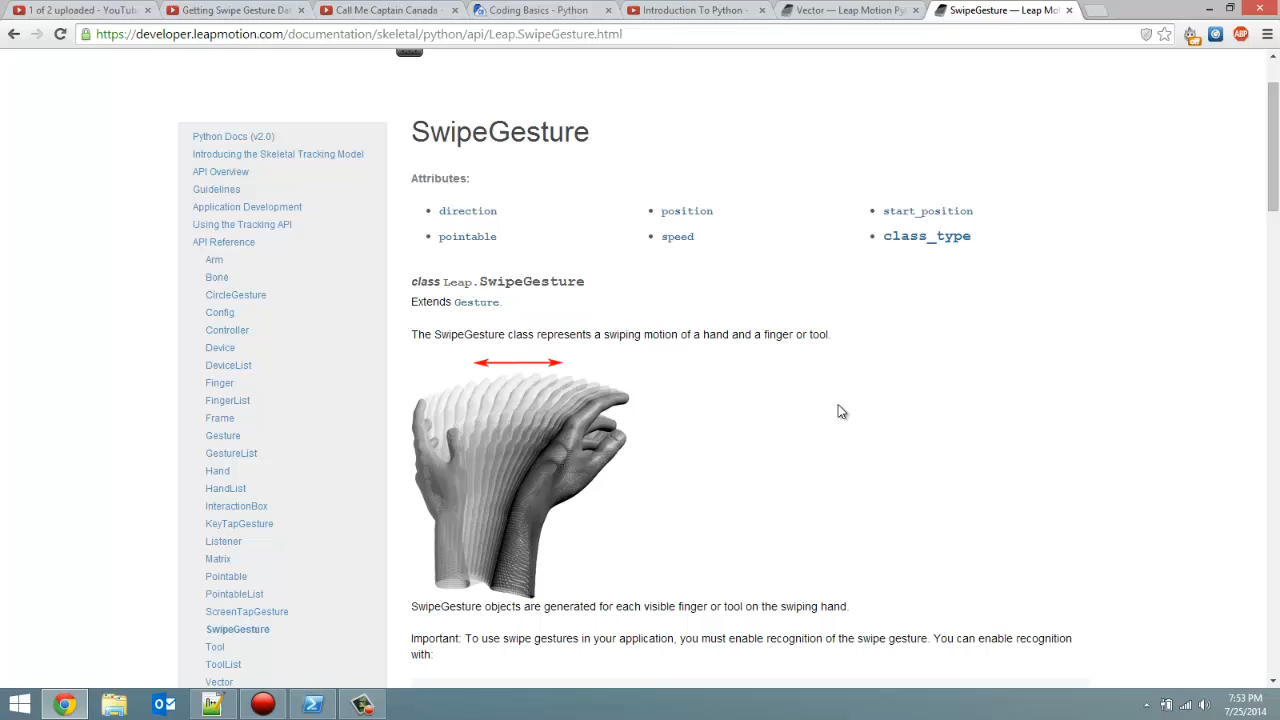 1 of 2 uploaded - YouTu
Getting Swipe Gesture Da
Call Me Captain Canada -
Coding Basics - Python
Introduction To Python -
Vector — Leap Motion Py
SwipeGesture — Leap Mo
https://developer.leapmotion.com/documentation/skeletal/python/api/Leap.SwipeGesture.html
Python Docs (v2.0)
Introducing the Skeletal Tracking Model
API Overview
Guidelines
Application Development
Using the Tracking API
API Reference
Arm
Bone
CircleGesture
Config
Controller
Device
DeviceList
Finger
FingerList
Frame
Gesture
GestureList
Hand
HandList
InteractionBox
KeyTapGesture
Listener
Matrix
Pointable
PointableList
ScreenTapGesture
SwipeGesture
Tool
ToolList
Vector
SwipeGesture
Attributes:
direction position start_position
pointable speed class_type
class Leap.SwipeGesture
Extends Gesture.
The SwipeGesture class represents a swiping motion of a hand and a finger or tool.
SwipeGesture objects are generated for each visible finger or tool on the swiping hand.
Important: To use swipe gestures in your application, you must enable recognition of the swipe gesture. You can enable recognition
with:
ABP
7:53 PM
7/25/2014